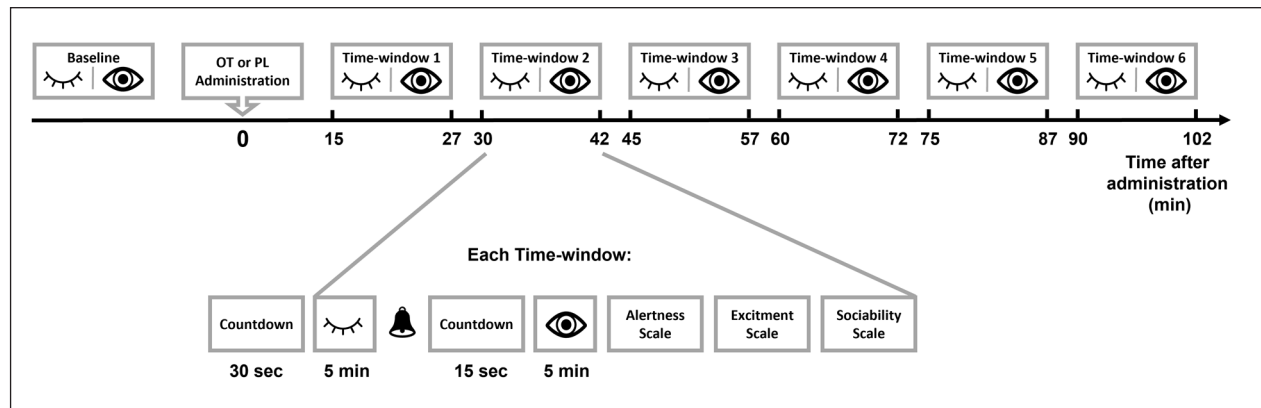 Baseline
OT or PL
Administration
Time-window 1
Time-window 2
Time-window 3
Time-window 4
Time-window 5
Time-window 6
0
15
27
30
42
45
57
60
72
75
87
90
102
Time after
administration
(min)
Each Time-window:
Countdown
Countdown
Alertness
Scale
Excitment
Scale
Sociability
Scale
30 sec
5 min
15 sec
5 min